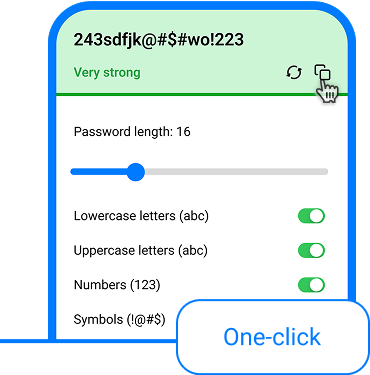 243sdfjk@#$#wo!223
Very strong
Password length: 16
Lowercase letters (abc)
Uppercase letters (abc)
Numbers (123)
Symbols (!@#$)
One-click